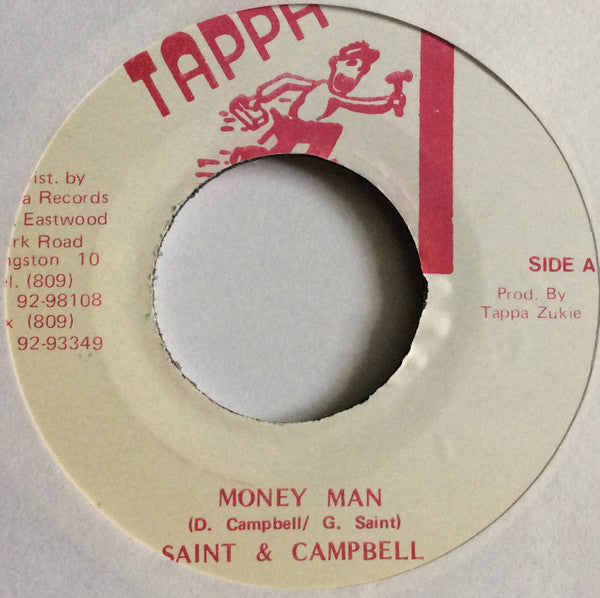 TAPPA
ist. by
a Records
Eastwood
rk Road
ngston 10
el. (809)
92-98108
x (809)
92-93349
SIDE A
Prod. By
Tappa Zukie
MONEY MAN
(D. Campbell/ G. Saint)
SAINT & CAMPBELL